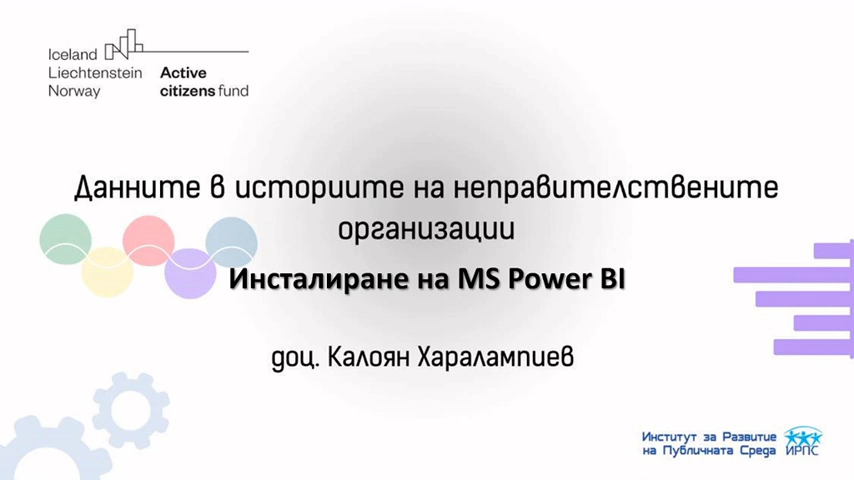 Iceland
Liechtenstein
Norway
Active
citizens fund
Данните в историите на неправителствените
организации
Инсталиране на MS Power BI
доц. Калоян Харалампиев
Институт за Развитие
на Публичната Среда
ИРПС